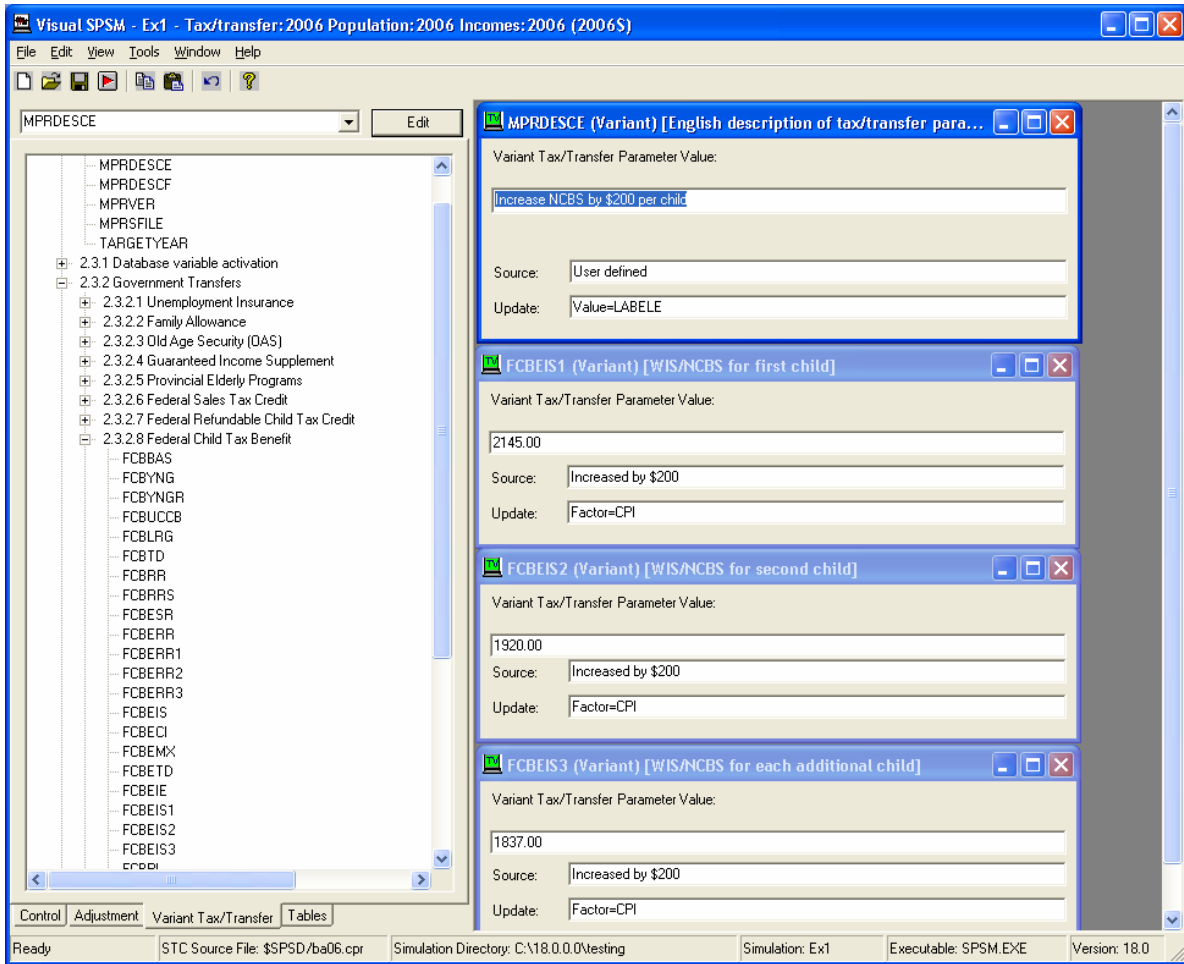 Visual SPSM - Ex1 - Tax/transfer:2006 Population:2006 Incomes:2006 (2006$)
File Edit View Tools Window Help
MPRDESCE
Edit
MPRDESCE
MPRDESCF
MPRVER
MPRSFILE
TARGETYEAR
2.3.1 Database variable activation
2.3.2 Government Transfers
2.3.2.1 Unemployment Insurance
2.3.2.2 Family Allowance
2.3.2.3 Old Age Security (OAS)
2.3.2.4 Guaranteed Income Supplement
2.3.2.5 Provincial Elderly Programs
2.3.2.6 Federal Sales Tax Credit
2.3.2.7 Federal Refundable Child Tax Credit
2.3.2.8 Federal Child Tax Benefit
FCBBAS
FCBYNG
FCBYNGR
FCBUCCB
FCBLRG
FCBTD
FCBRR
FCBRRS
FCBESR
FCBERR
FCBERR1
FCBERR2
FCBERR3
FCBEIS
FCBECI
FCBEMX
FCBETD
FCBEIE
FCBEIS1
FCBEIS2
FCBEIS3
Control Adjustment Variant Tax/Transfer Tables
TV MPRDESCE (Variant) [English description of tax/transfer para...
Variant Tax/Transfer Parameter Value:
Increase NCBS by $200 per child
Source: User defined
Update: Value=LABELE
TV FCBEIS1 (Variant) [WIS/NCBS for first child]
Variant Tax/Transfer Parameter Value:
2145.00
Source: Increased by $200
Update: Factor=CPI
TV FCBEIS2 (Variant) [WIS/NCBS for second child]
Variant Tax/Transfer Parameter Value:
1920.00
Source: Increased by $200
Update: Factor=CPI
TV FCBEIS3 (Variant) [WIS/NCBS for each additional child]
Variant Tax/Transfer Parameter Value:
1837.00
Source: Increased by $200
Update: Factor=CPI
Ready STC Source File: $SPSD/ba06.cpr Simulation Directory: C:\18.0.0.0\testing Simulation: Ex1 Executable: SPSM.EXE Version: 18.0